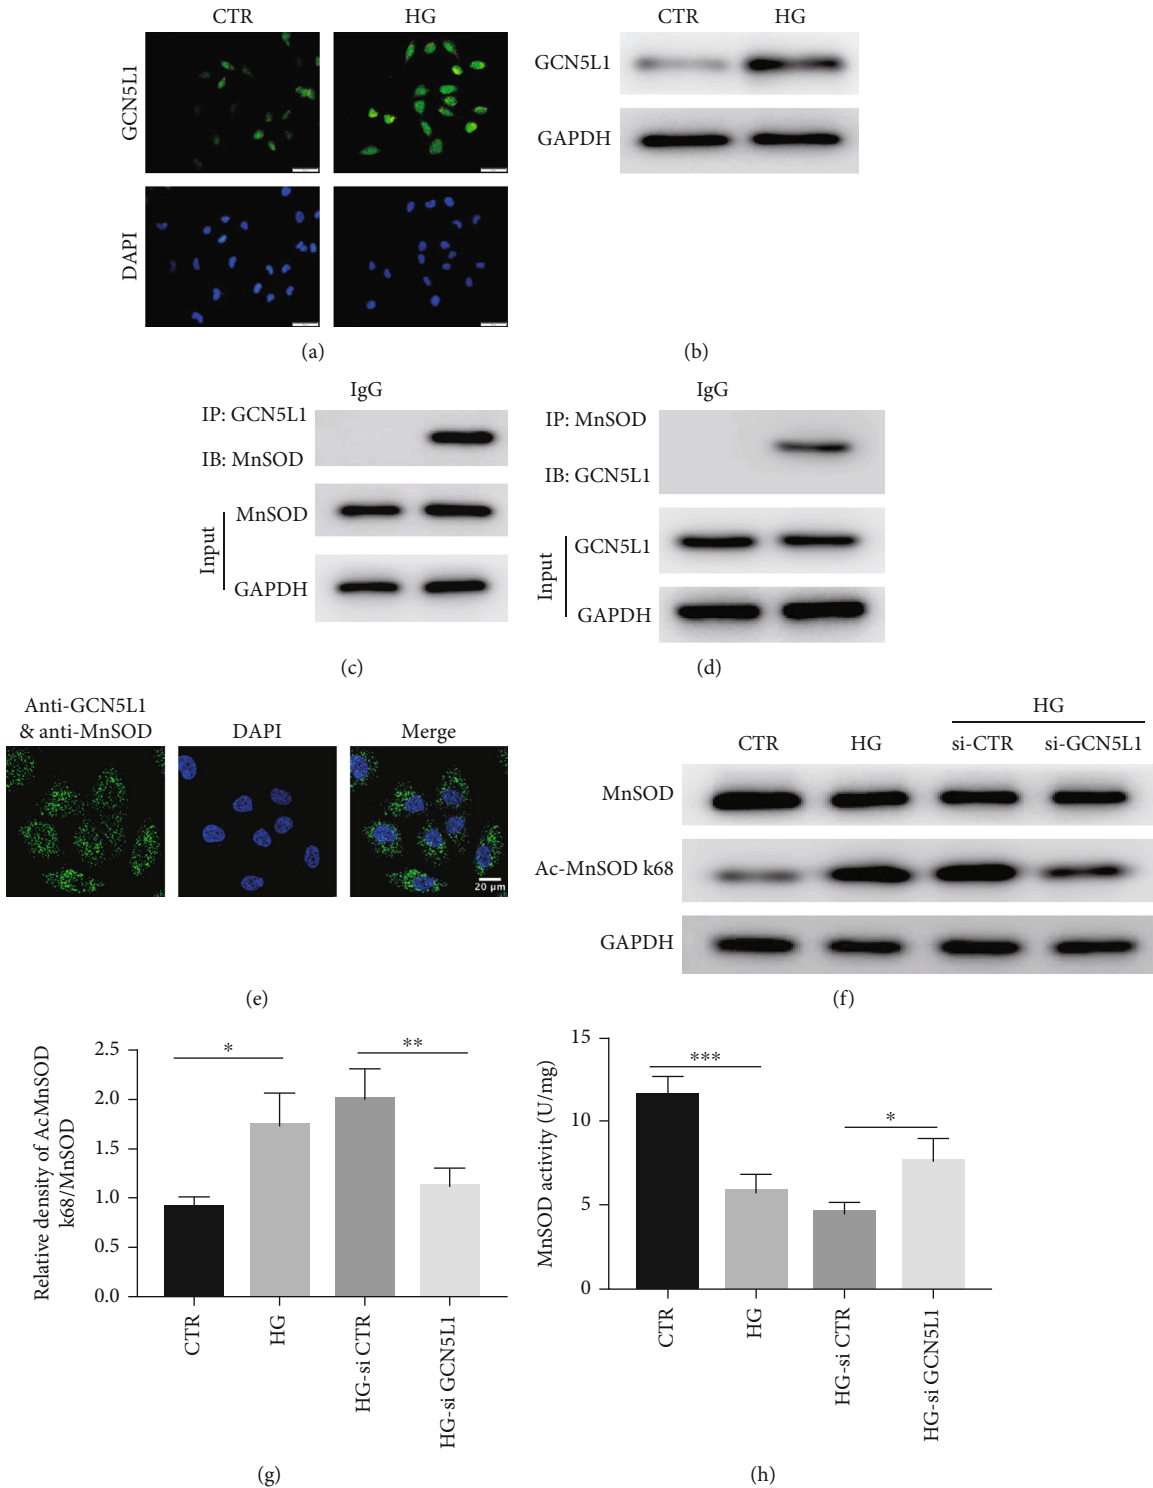 CTR HG
GCN5L1
DAPI
(a)
CTR HG
GCN5L1
GAPDH
(b)
IgG
IP: GCN5L1
IB: MnSOD
Input
MnSOD
GAPDH
(c)
IgG
IP: MnSOD
IB: GCN5L1
Input
GCN5L1
GAPDH
(d)
Anti-GCN5L1
& anti-MnSOD
DAPI
Merge
20 μm
(e)
HG
CTR HG si-CTR si-GCN5L1
MnSOD
Ac-MnSOD k68
GAPDH
(f)
Relative density of AcMnSOD
k68/MnSOD
2.5
2.0
1.5
1.0
0.5
0.0
*
**
CTR
HG
HG-si CTR
HG-si GCN5L1
(g)
MnSOD activity (U/mg)
15
10
5
0
***
*
CTR
HG
HG-si CTR
HG-si GCN5L1
(h)